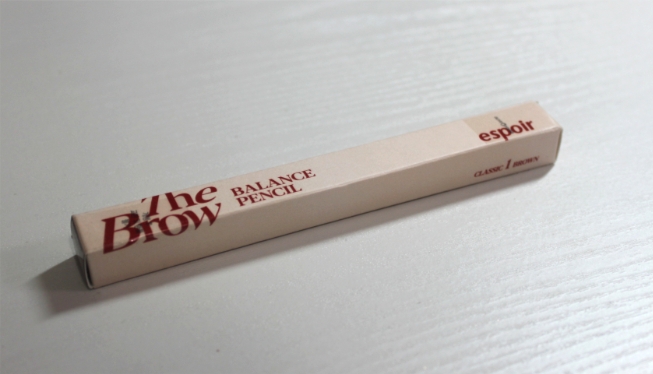 The
Brow
BALANCE
PENCIL
espoir
CLASSIC 1 BROWN